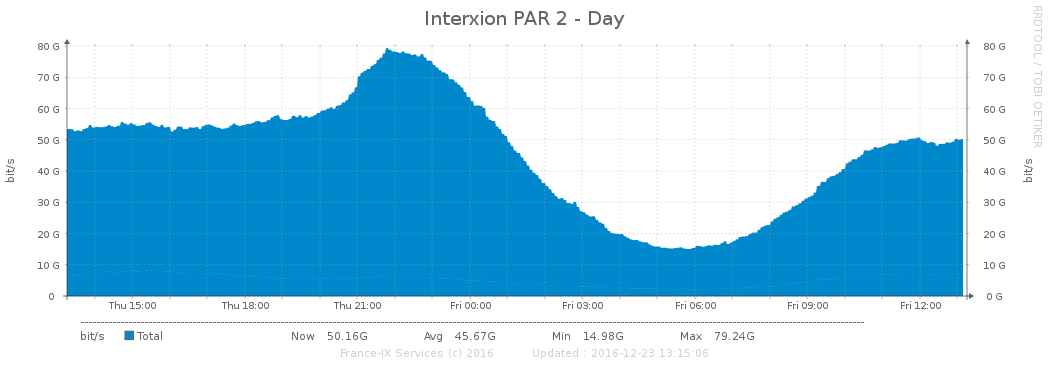 Interxion PAR 2 - Day
RRDTOOL / TOBI OETIKER
bit/s
80 G 80 G
70 G 70 G
60 G 60 G
50 G 50 G
40 G 40 G
30 G 30 G
20 G 20 G
10 G 10 G
0 0 G
bit/s
Thu 15:00 Thu 18:00 Thu 21:00 Fri 00:00 Fri 03:00 Fri 06:00 Fri 09:00 Fri 12:00
bit/s Total Now 50.16G Avg 45.67G Min 14.98G Max 79.24G
France-IX Services (c) 2016 Updated : 2016-12-23 13:15:06